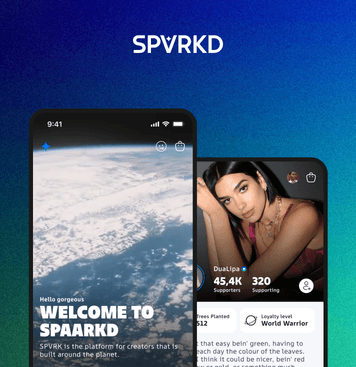 SPVRKD
9:41
Hello gorgeous
WELCOME TO
SPAARKD
SPVRK is the platform for creators that is
built around the planet.
DuaLipa
45,4K
320
Supporters
Supporting
Trees Planted
512
Loyalty level
World Warrior
that easy bein' green, having to
each day the colour of the leaves.
think it could be nicer, bein' red